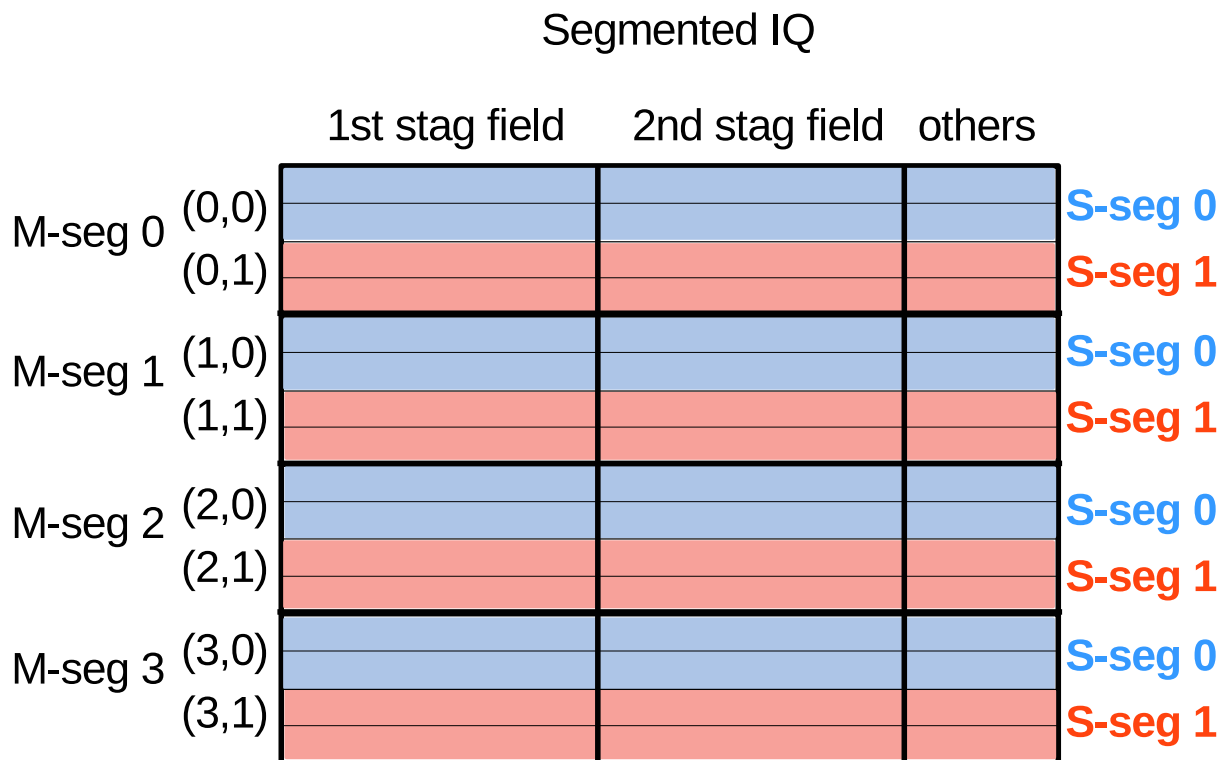 Segmented IQ
1st stag field 2nd stag field others
M-seg 0 (0,0) S-seg 0
(0,1) S-seg 1
M-seg 1 (1,0) S-seg 0
(1,1) S-seg 1
M-seg 2 (2,0) S-seg 0
(2,1) S-seg 1
M-seg 3 (3,0) S-seg 0
(3,1) S-seg 1